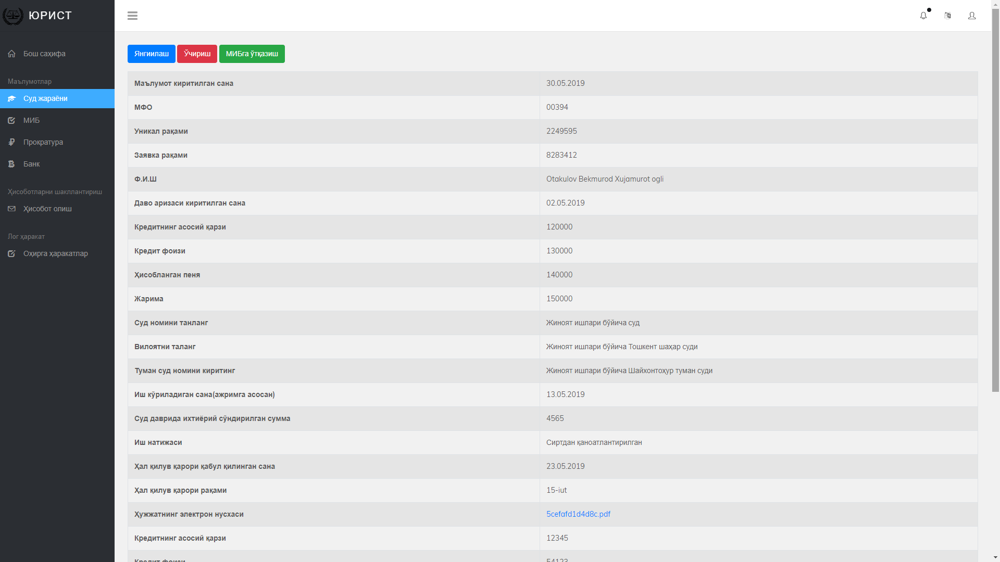 ЮРИСТ
Бош саҳифа
Маълумотлар
Суд жараёни
МИБ
Прократура
Банк
Ҳисоботларни шакллантириш
Ҳисобот олиш
Лог ҳаракат
Оҳирга ҳаракатлар
Янгиилаш Ўчириш МИБга ўтқазиш
Маълумот киритилган сана 30.05.2019
МФО 00394
Уникал рақами 2249595
Заявка рақами 8283412
Ф.И.Ш Otakulov Bekmurod Xujamurot ogli
Даво аризаси киритилган сана 02.05.2019
Кредитнинг асосий қарзи 120000
Кредит фоизи 130000
Ҳисобланган пеня 140000
Жарима 150000
Суд номини танланг Жиноят ишлари бўйича суд
Вилоятни таланг Жиноят ишлари бўйича Тошкент шаҳар суди
Туман суд номини киритинг Жиноят ишлари бўйича Шайхонтоҳур туман суди
Иш кўриладиган сана(ажримга асосан) 13.05.2019
Суд даврида ихтиёрий сўндирилган сумма 4565
Иш натижаси Сиртдан қаноатлантирилган
Ҳал қилув қарори қабул қилинган сана 23.05.2019
Ҳал қилув қарори рақами 15-iut
Ҳужжатнинг электрон нусхаси 5cefafd1d4d8c.pdf
Кредитнинг асосий қарзи 12345
Кредит фоизи 54123